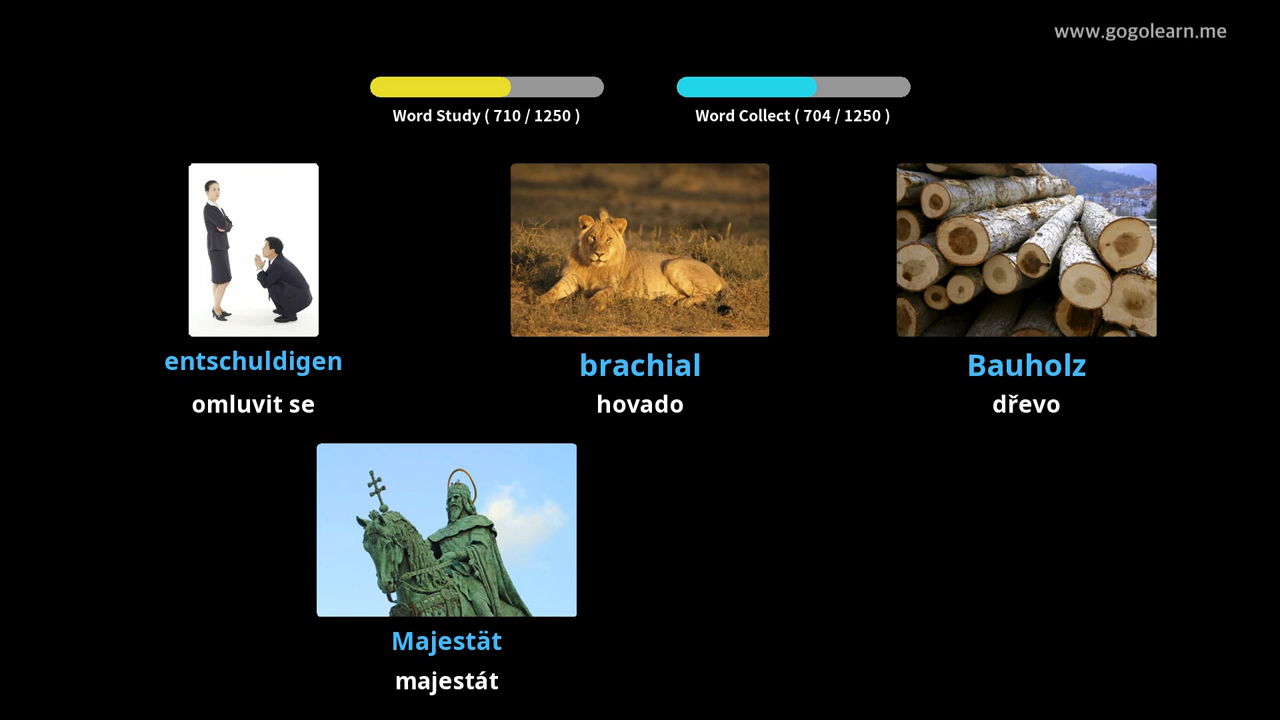 www.gogolearn.me
Word Study ( 710 / 1250 )
Word Collect ( 704 / 1250 )
entschuldigen
brachial
Bauholz
omluvit se
hovado
dřevo
Majestät
majestát